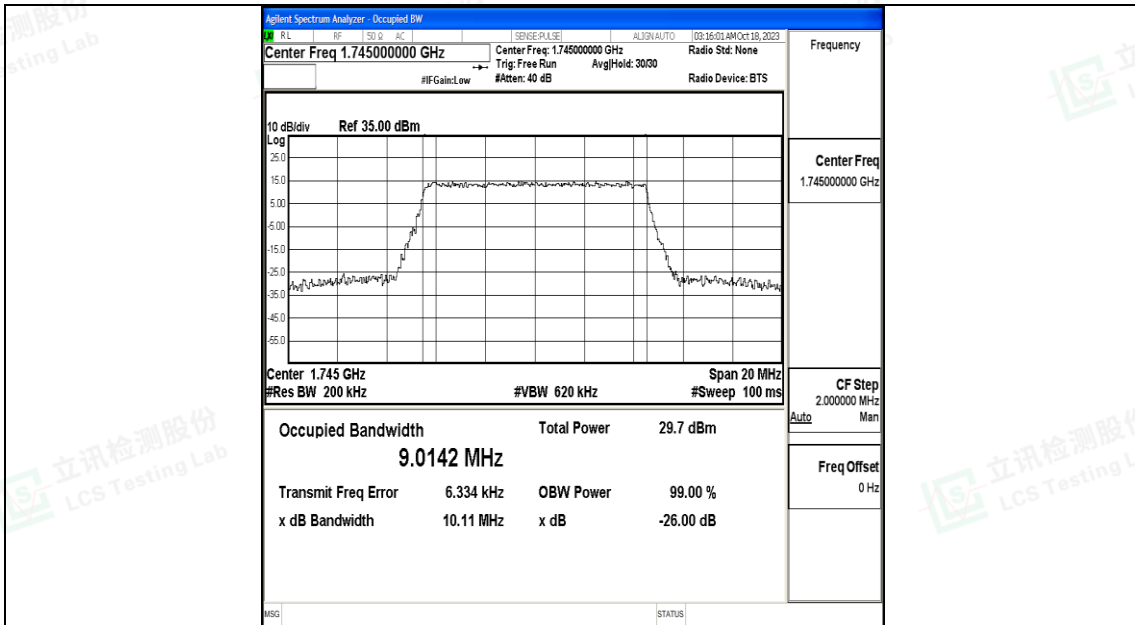 Agilent Spectrum Analyzer - Occupied BW
RL RF 50 Ω AC SENSE:PULSE ALIGN AUTO 03:16:01 AM Oct 18, 2023
Center Freq 1.745000000 GHz
Center Freq: 1.745000000 GHz Radio Std: None
Trig: Free Run Avg|Hold: 30/30
#IFGain:Low #Atten: 40 dB Radio Device: BTS
10 dB/div Ref 35.00 dBm
Log
25.0
15.0
5.00
-5.00
-15.0
-25.0
-35.0
-45.0
-55.0
Center 1.745 GHz Span 20 MHz
#Res BW 200 kHz #VBW 620 kHz #Sweep 100 ms
Occupied Bandwidth Total Power 29.7 dBm
9.0142 MHz
Transmit Freq Error 6.334 kHz OBW Power 99.00 %
x dB Bandwidth 10.11 MHz x dB -26.00 dB
MSG STATUS
Frequency
Center Freq
1.745000000 GHz
CF Step
2.000000 MHz
Auto Man
Freq Offset
0 Hz
立讯检测股份
LCS Testing Lab
立讯检测股份
LCS Testing L
测股份
esting Lab
立